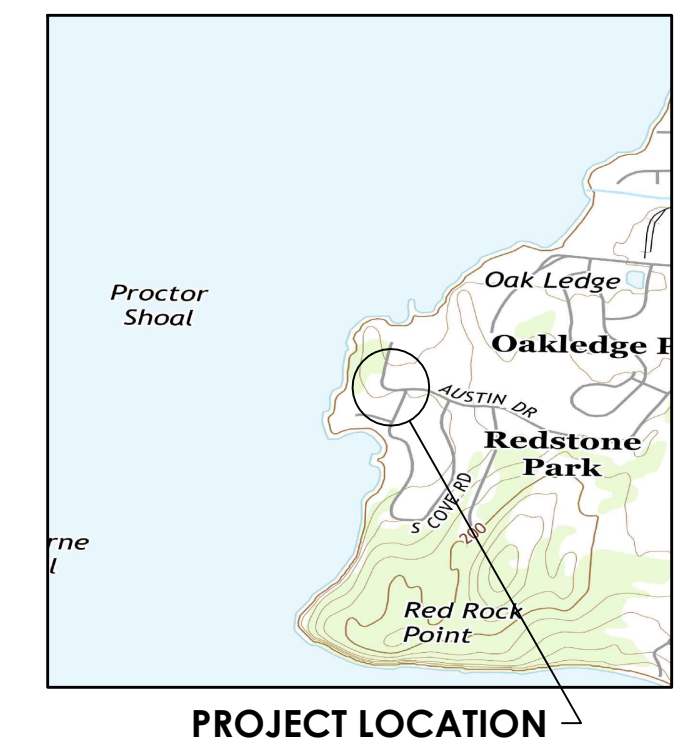 Proctor
Shoal
Oak Ledge
Oakledge P
AUSTIN DR
Redstone
Park
S COVE RD
200
rne
l
Red Rock
Point
PROJECT LOCATION